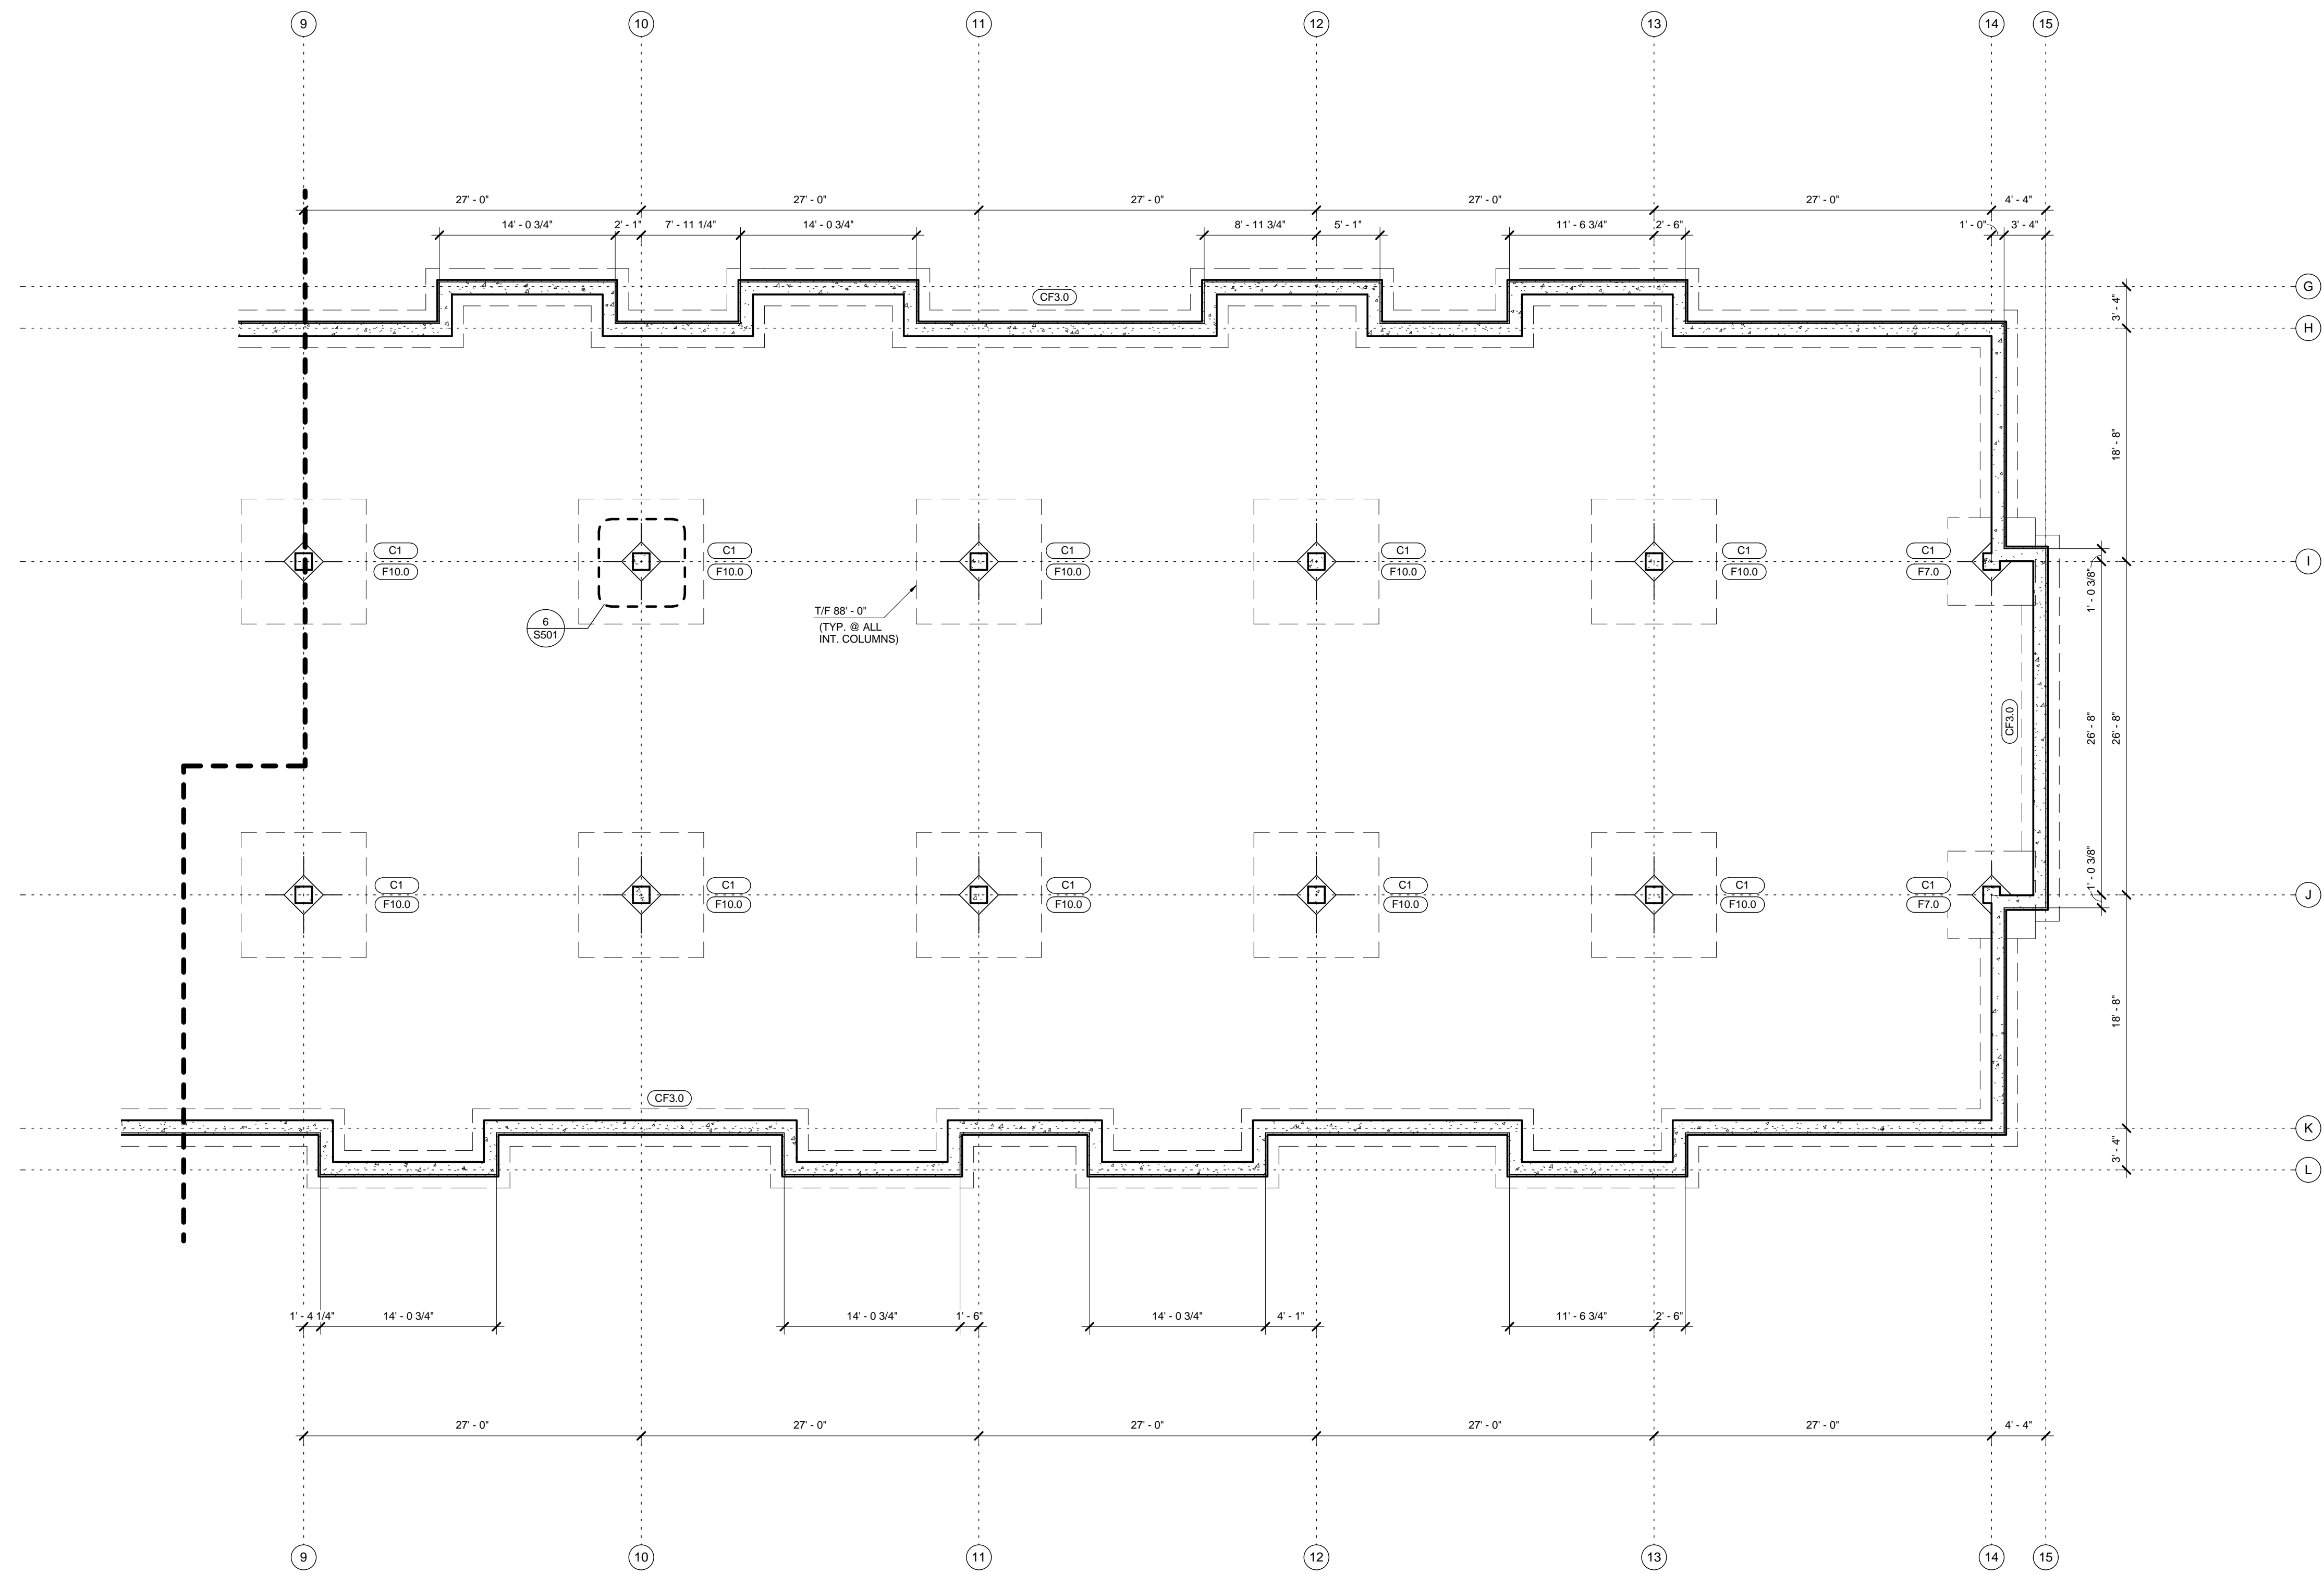 9 10 11 12 13 14 15
27' - 0" 27' - 0" 27' - 0" 27' - 0" 27' - 0" 4' - 4"
14' - 0 3/4" 2' - 1" 7' - 11 1/4" 14' - 0 3/4" 8' - 11 3/4" 5' - 1" 11' - 6 3/4" 2' - 6" 1' - 0" 3' - 4"
G
CF3.0
3' - 4"
H
18' - 8"
C1 C1 C1 C1 C1 C1
I
F10.0 F10.0 F10.0 F10.0 F10.0 F7.0
1' - 0 3/8"
T/F 88' - 0"
(TYP. @ ALL
INT. COLUMNS)
6
S501
CF3.0
26' - 8" 26' - 8"
1' - 0 3/8"
C1 C1 C1 C1 C1 C1
J
F10.0 F10.0 F10.0 F10.0 F10.0 F7.0
18' - 8"
CF3.0
K
3' - 4"
L
1' - 4 1/4" 14' - 0 3/4" 14' - 0 3/4" 1' - 6" 14' - 0 3/4" 4' - 1" 11' - 6 3/4" 2' - 6"
27' - 0" 27' - 0" 27' - 0" 27' - 0" 27' - 0" 4' - 4"
9 10 11 12 13 14 15